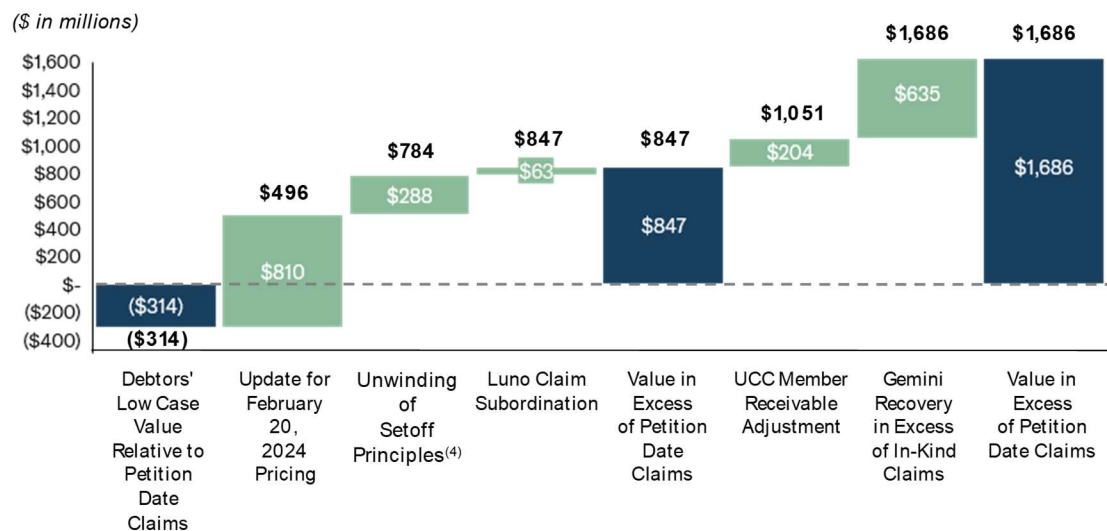 ($ in millions)
$1,686 $1,686
$1,600
$1,400
$1,200
$1,000
$800
$600
$400
$200
$-
($200)
($400)
$635
$1,051
$847 $847
$204
$784
$63
$1,686
$496
$288
$847
$810
($314)
($314)
Debtors'
Low Case
Value
Relative to
Petition
Date
Claims
Update for
February
20,
2024
Pricing
Unwinding
of
Setoff
Principles(4)
Luno Claim
Subordination
Value in
Excess
of Petition
Date
Claims
UCC Member
Receivable
Adjustment
Gemini
Recovery
in Excess
of In-Kind
Claims
Value in
Excess
of Petition
Date Claims